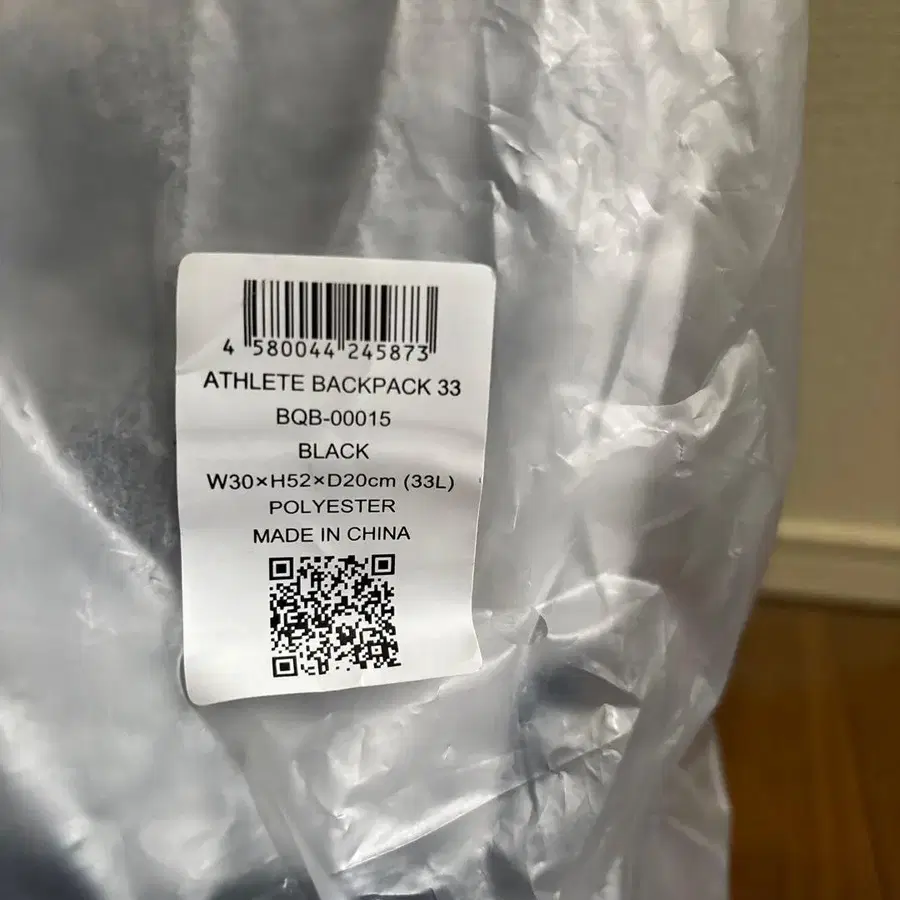 4 580044 245873
ATHLETE BACKPACK 33
BQB-00015
BLACK
W30×H52×D20cm (33L)
POLYESTER
MADE IN CHINA